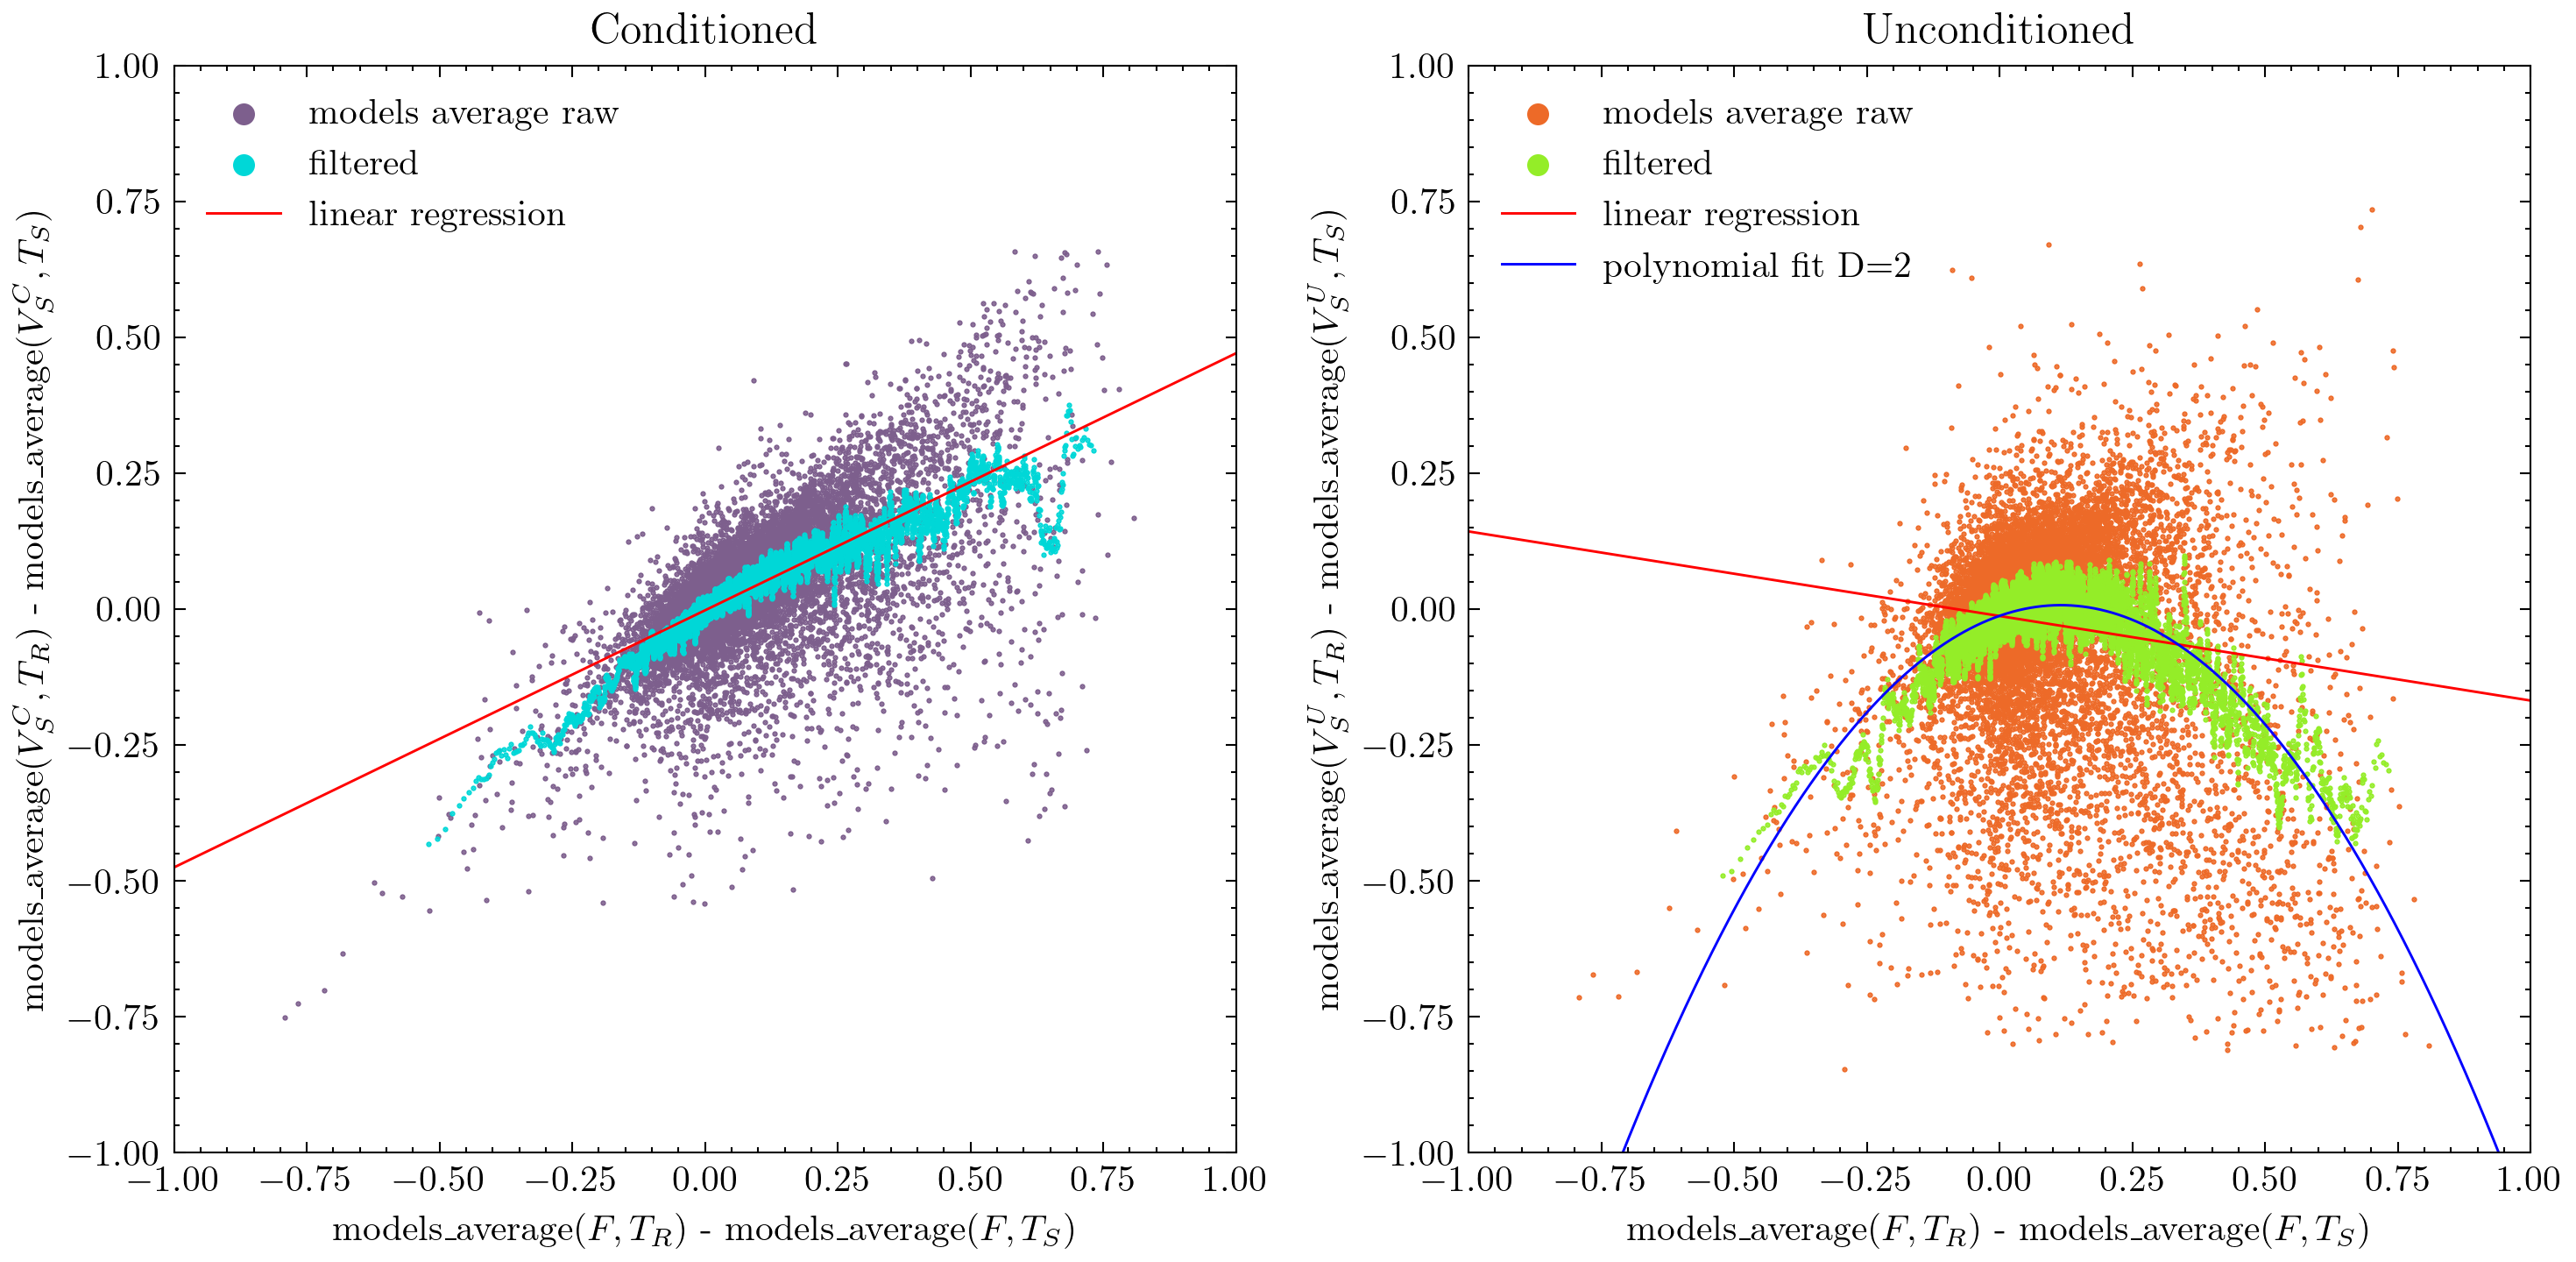 Conditioned
models average raw
filtered
linear regression
1.00
0.75
0.50
0.25
0.00
−0.25
−0.50
−0.75
−1.00
−1.00 −0.75 −0.50 −0.25 0.00 0.25 0.50 0.75 1.00
models_average(F, T_R) - models_average(F, T_S)
models_average(V_S^C, T_R) - models_average(V_S^C, T_S)
Unconditioned
models average raw
filtered
linear regression
polynomial fit D=2
1.00
0.75
0.50
0.25
0.00
−0.25
−0.50
−0.75
−1.00
−1.00 −0.75 −0.50 −0.25 0.00 0.25 0.50 0.75 1.00
models_average(F, T_R) - models_average(F, T_S)
models_average(V_S^U, T_R) - models_average(V_S^U, T_S)